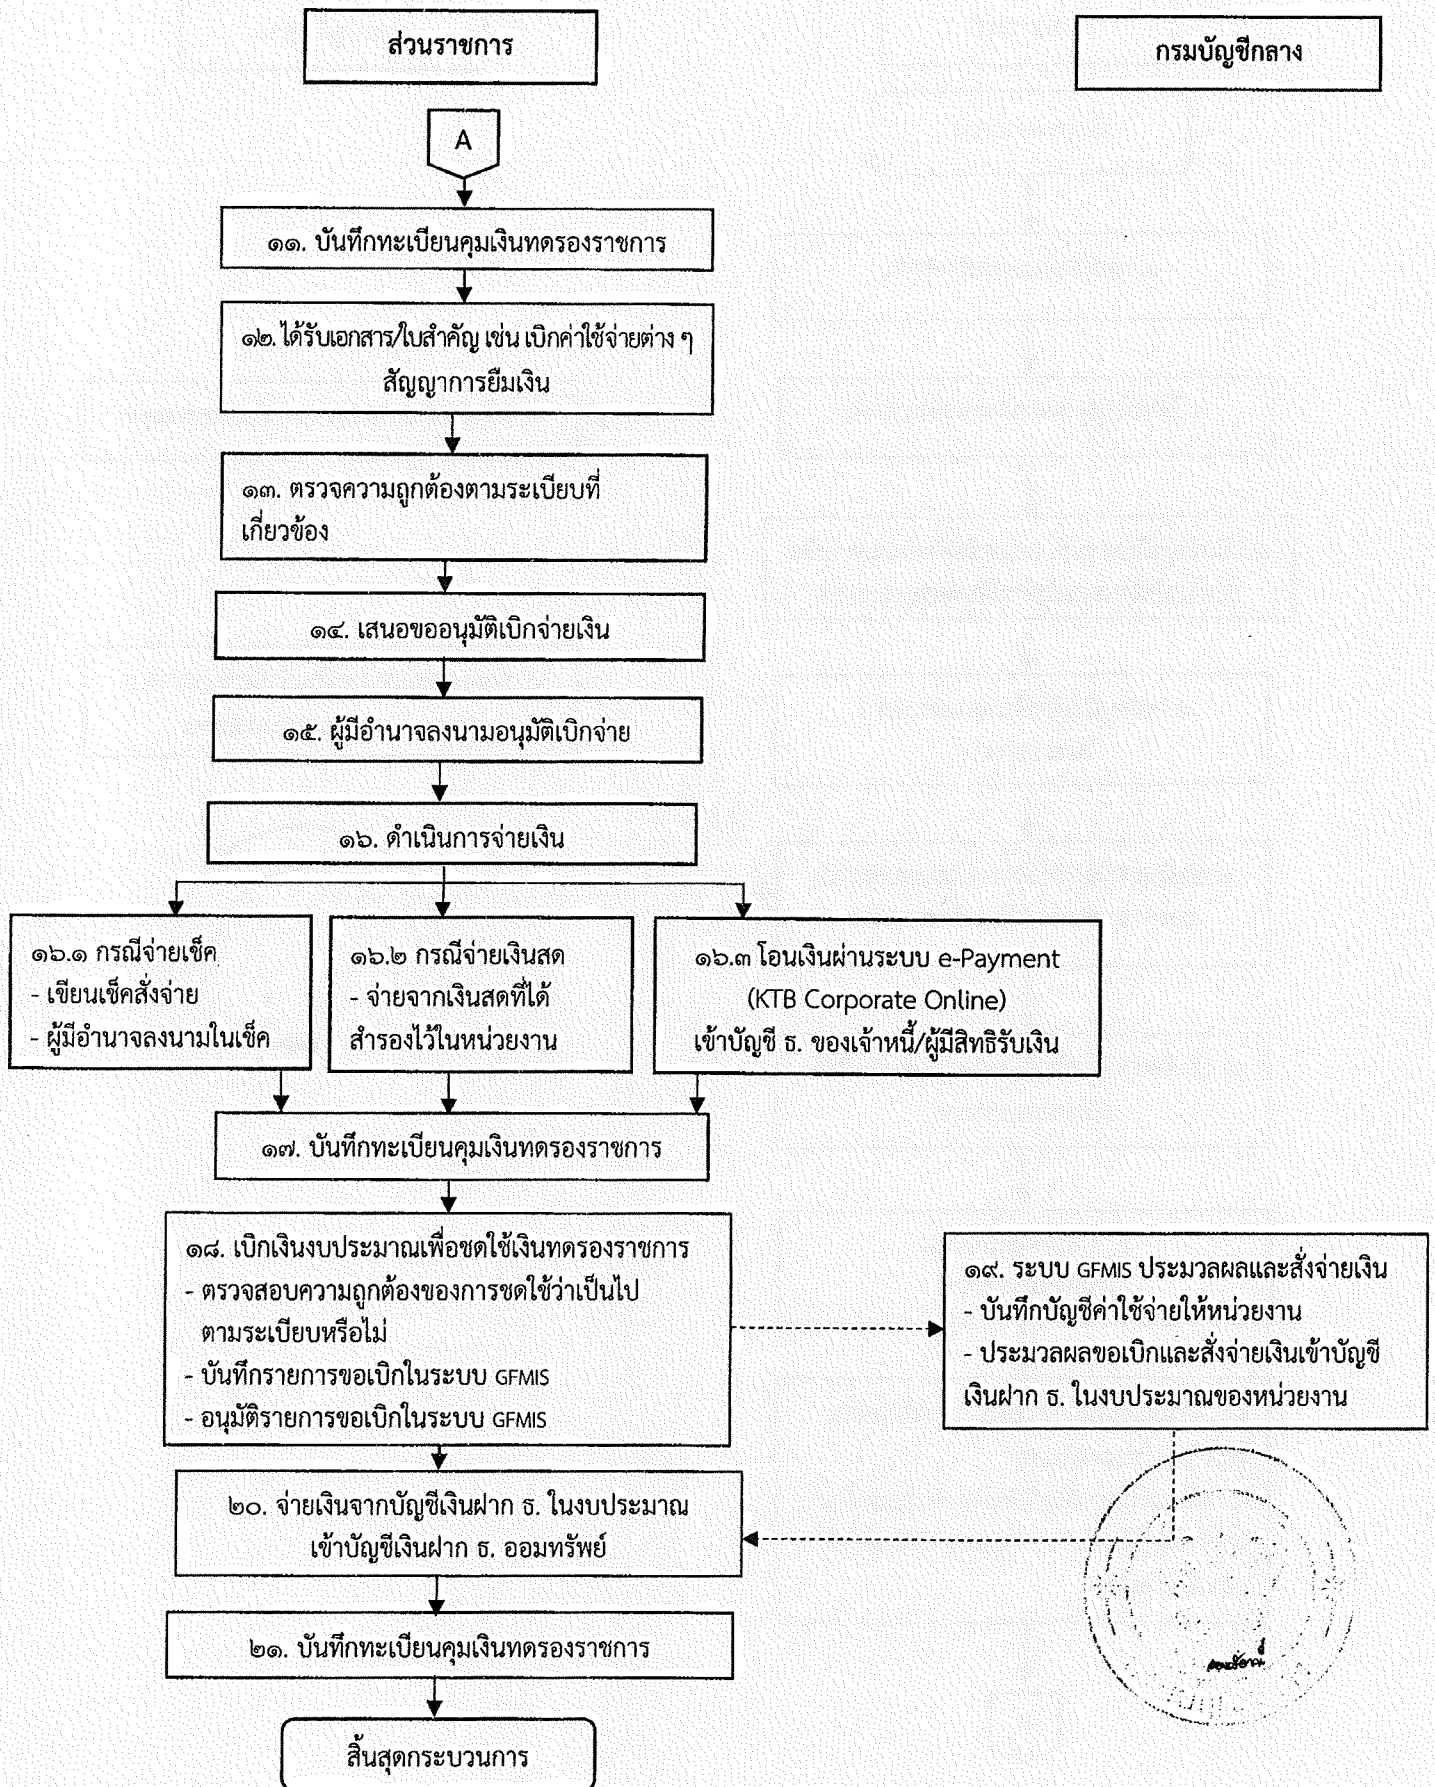 ส่วนราชการ
กรมบัญชีกลาง
A
๑๑. บันทึกทะเบียนคุมเงินทดรองราชการ
๑๒. ได้รับเอกสาร/ใบสำคัญ เช่น เบิกค่าใช้จ่ายต่าง ๆ
สัญญาการยืมเงิน
๑๓. ตรวจความถูกต้องตามระเบียบที่
เกี่ยวข้อง
๑๔. เสนอขออนุมัติเบิกจ่ายเงิน
๑๕. ผู้มีอำนาจลงนามอนุมัติเบิกจ่าย
๑๖. ดำเนินการจ่ายเงิน
๑๖.๑ กรณีจ่ายเช็ค
- เขียนเช็คสั่งจ่าย
- ผู้มีอำนาจลงนามในเช็ค
๑๖.๒ กรณีจ่ายเงินสด
- จ่ายจากเงินสดที่ได้
สำรองไว้ในหน่วยงาน
๑๖.๓ โอนเงินผ่านระบบ e-Payment
(KTB Corporate Online)
เข้าบัญชี ธ. ของเจ้าหนี้/ผู้มีสิทธิรับเงิน
๑๗. บันทึกทะเบียนคุมเงินทดรองราชการ
๑๘. เบิกเงินงบประมาณเพื่อชดใช้เงินทดรองราชการ
- ตรวจสอบความถูกต้องของการชดใช้ว่าเป็นไป
ตามระเบียบหรือไม่
- บันทึกรายการขอเบิกในระบบ GFMIS
- อนุมัติรายการขอเบิกในระบบ GFMIS
๑๙. ระบบ GFMIS ประมวลผลและสั่งจ่ายเงิน
- บันทึกบัญชีค่าใช้จ่ายให้หน่วยงาน
- ประมวลผลขอเบิกและสั่งจ่ายเงินเข้าบัญชี
เงินฝาก ธ. ในงบประมาณของหน่วยงาน
๒๐. จ่ายเงินจากบัญชีเงินฝาก ธ. ในงบประมาณ
เข้าบัญชีเงินฝาก ธ. ออมทรัพย์
๒๑. บันทึกทะเบียนคุมเงินทดรองราชการ
สิ้นสุดกระบวนการ